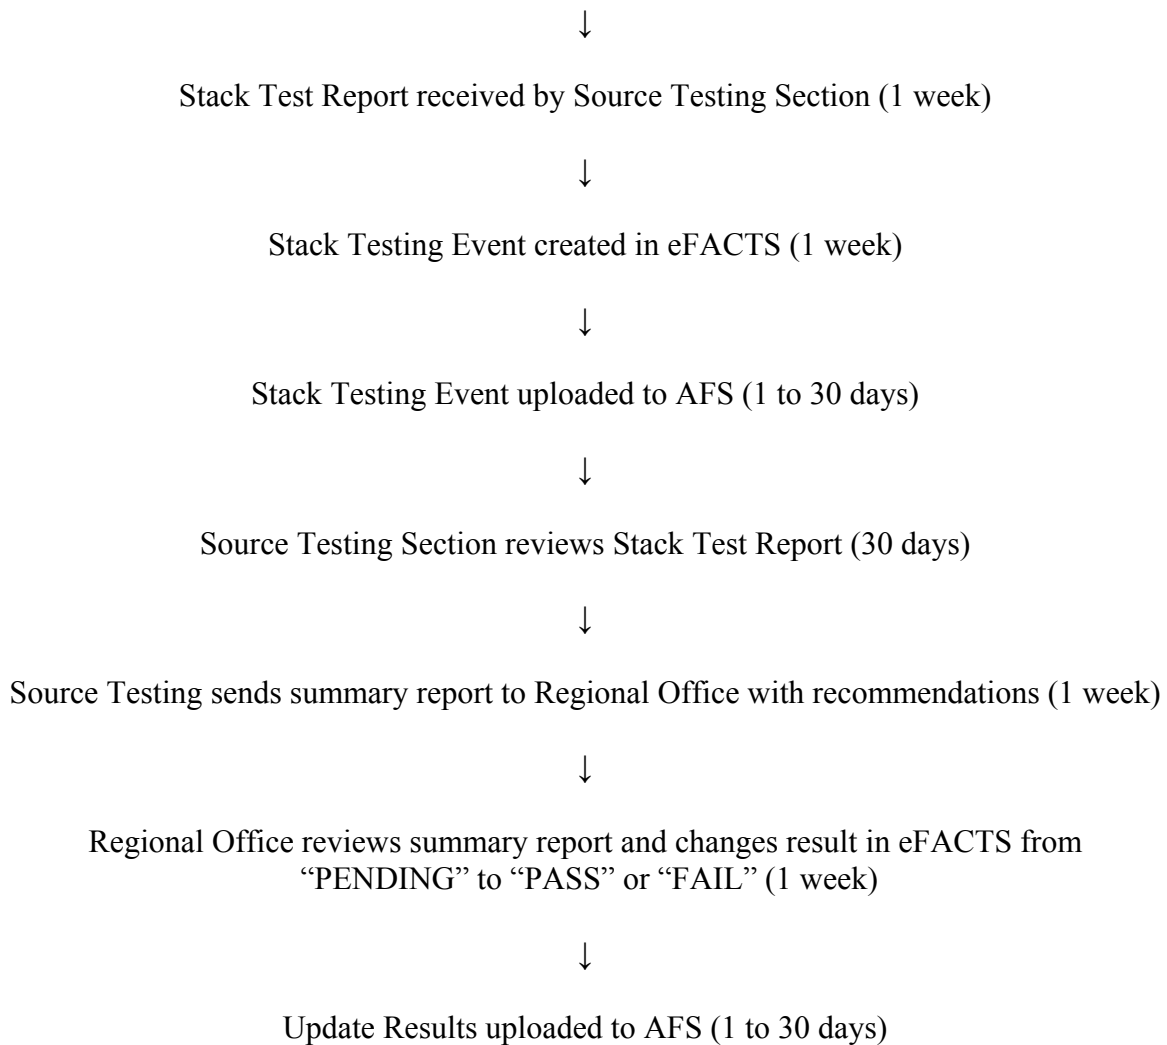 ↓
Stack Test Report received by Source Testing Section (1 week)
↓
Stack Testing Event created in eFACTS (1 week)
↓
Stack Testing Event uploaded to AFS (1 to 30 days)
↓
Source Testing Section reviews Stack Test Report (30 days)
↓
Source Testing sends summary report to Regional Office with recommendations (1 week)
↓
Regional Office reviews summary report and changes result in eFACTS from
“PENDING” to “PASS” or “FAIL” (1 week)
↓
Update Results uploaded to AFS (1 to 30 days)